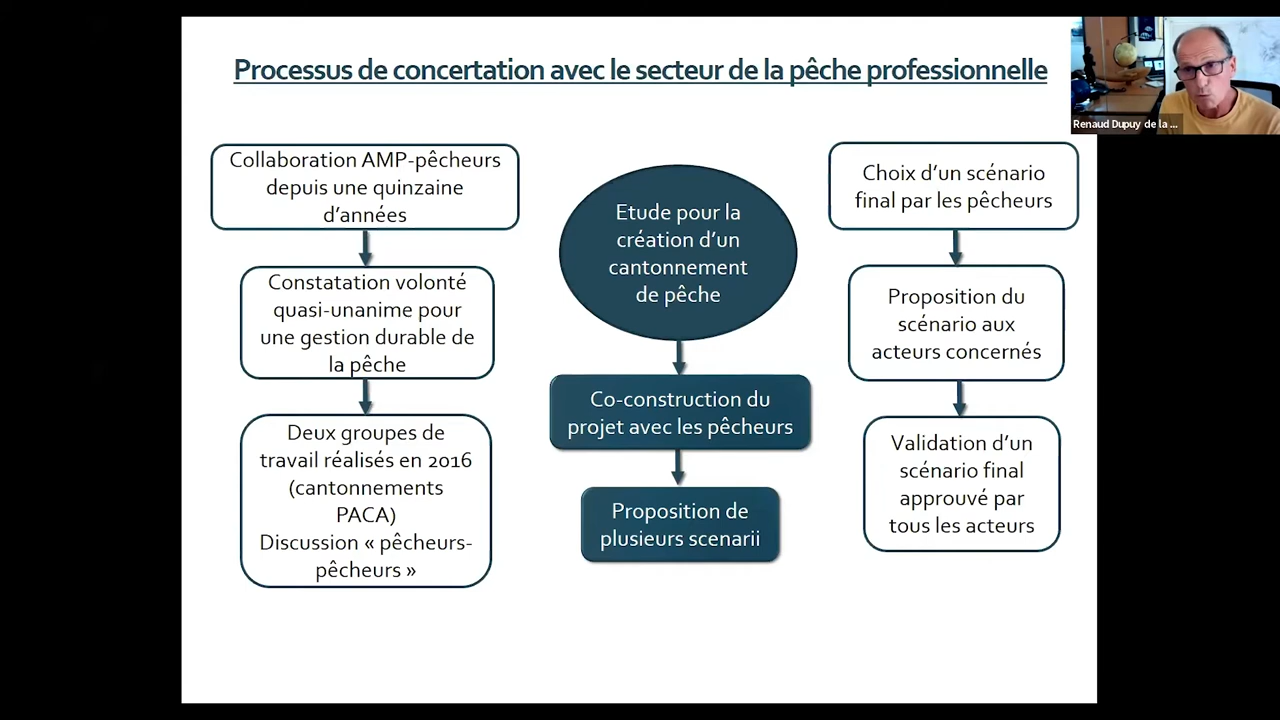 Processus de concertation avec le secteur de la pêche professionnelle
Renaud Dupuy de la ...
Collaboration AMP-pêcheurs
depuis une quinzaine
d'années
Constatation volonté
quasi-unanime pour
une gestion durable de
la pêche
Deux groupes de
travail réalisés en 2016
(cantonnements
PACA)
Discussion « pêcheurs-
pêcheurs »
Etude pour la
création d'un
cantonnement
de pêche
Co-construction du
projet avec les pêcheurs
Proposition de
plusieurs scenarii
Choix d'un scénario
final par les pêcheurs
Proposition du
scénario aux
acteurs concernés
Validation d'un
scénario final
approuvé par
tous les acteurs